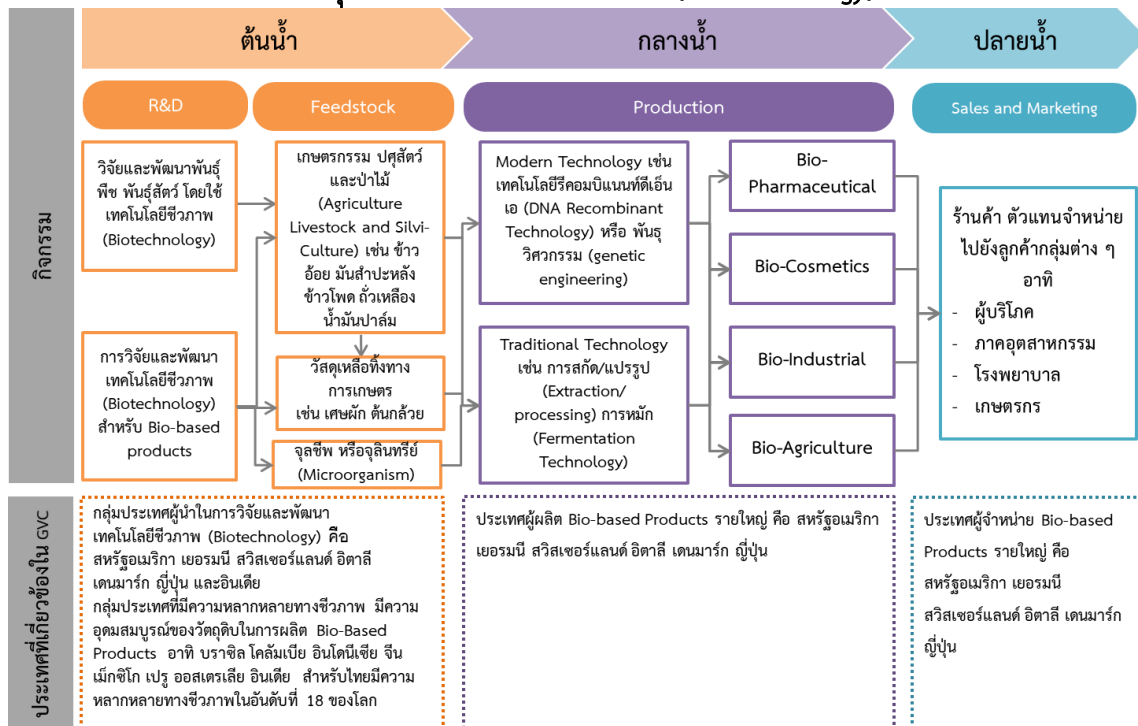 ต้นน้ำ
กลางน้ำ
ปลายน้ำ
R&D
Feedstock
Production
Sales and Marketing
กิจกรรม
วิจัยและพัฒนาพันธุ์
พืช พันธุ์สัตว์ โดยใช้
เทคโนโลยีชีวภาพ
(Biotechnology)
การวิจัยและพัฒนา
เทคโนโลยีชีวภาพ
(Biotechnology)
สำหรับ Bio-based
products
เกษตรกรรม ปศุสัตว์
และป่าไม้
(Agriculture
Livestock and Silvi-
Culture) เช่น ข้าว
อ้อย มันสำปะหลัง
ข้าวโพด ถั่วเหลือง
น้ำมันปาล์ม
วัสดุเหลือทิ้งทาง
การเกษตร
เช่น เศษผัก ต้นกล้วย
จุลชีพ หรือจุลินทรีย์
(Microorganism)
Modern Technology เช่น
เทคโนโลยีรีคอมบิแนนท์ดีเอ็น
เอ (DNA Recombinant
Technology) หรือ พันธุ
วิศวกรรม (genetic
engineering)
Traditional Technology
เช่น การสกัด/แปรรูป
(Extraction/
processing) การหมัก
(Fermentation
Technology)
Bio-
Pharmaceutical
Bio-Cosmetics
Bio-Industrial
Bio-Agriculture
ร้านค้า ตัวแทนจำหน่าย
ไปยังลูกค้ากลุ่มต่าง ๆ
อาทิ
- ผู้บริโภค
- ภาคอุตสาหกรรม
- โรงพยาบาล
- เกษตรกร
ประเทศที่เกี่ยวข้องใน GVC
กลุ่มประเทศผู้นำในการวิจัยและพัฒนา
เทคโนโลยีชีวภาพ (Biotechnology) คือ
สหรัฐอเมริกา เยอรมนี สวิสเซอร์แลนด์ อิตาลี
เดนมาร์ก ญี่ปุ่น และอินเดีย
กลุ่มประเทศที่มีความหลากหลายทางชีวภาพ มีความ
อุดมสมบูรณ์ของวัตถุดิบในการผลิต Bio-Based
Products อาทิ บราซิล โคลัมเบีย อินโดนีเซีย จีน
เม็กซิโก เปรู ออสเตรเลีย อินเดีย สำหรับไทยมีความ
หลากหลายทางชีวภาพในอันดับที่ 18 ของโลก
ประเทศผู้ผลิต Bio-based Products รายใหญ่ คือ สหรัฐอเมริกา
เยอรมนี สวิสเซอร์แลนด์ อิตาลี เดนมาร์ก ญี่ปุ่น
ประเทศผู้จำหน่าย Bio-based
Products รายใหญ่ คือ
สหรัฐอเมริกา เยอรมนี
สวิสเซอร์แลนด์ อิตาลี เดนมาร์ก
ญี่ปุ่น